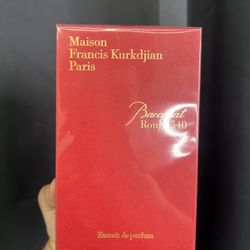 Maison
Francis Kurkdjian
Paris
Baccarat
Rouge 540
Extrait de parfum